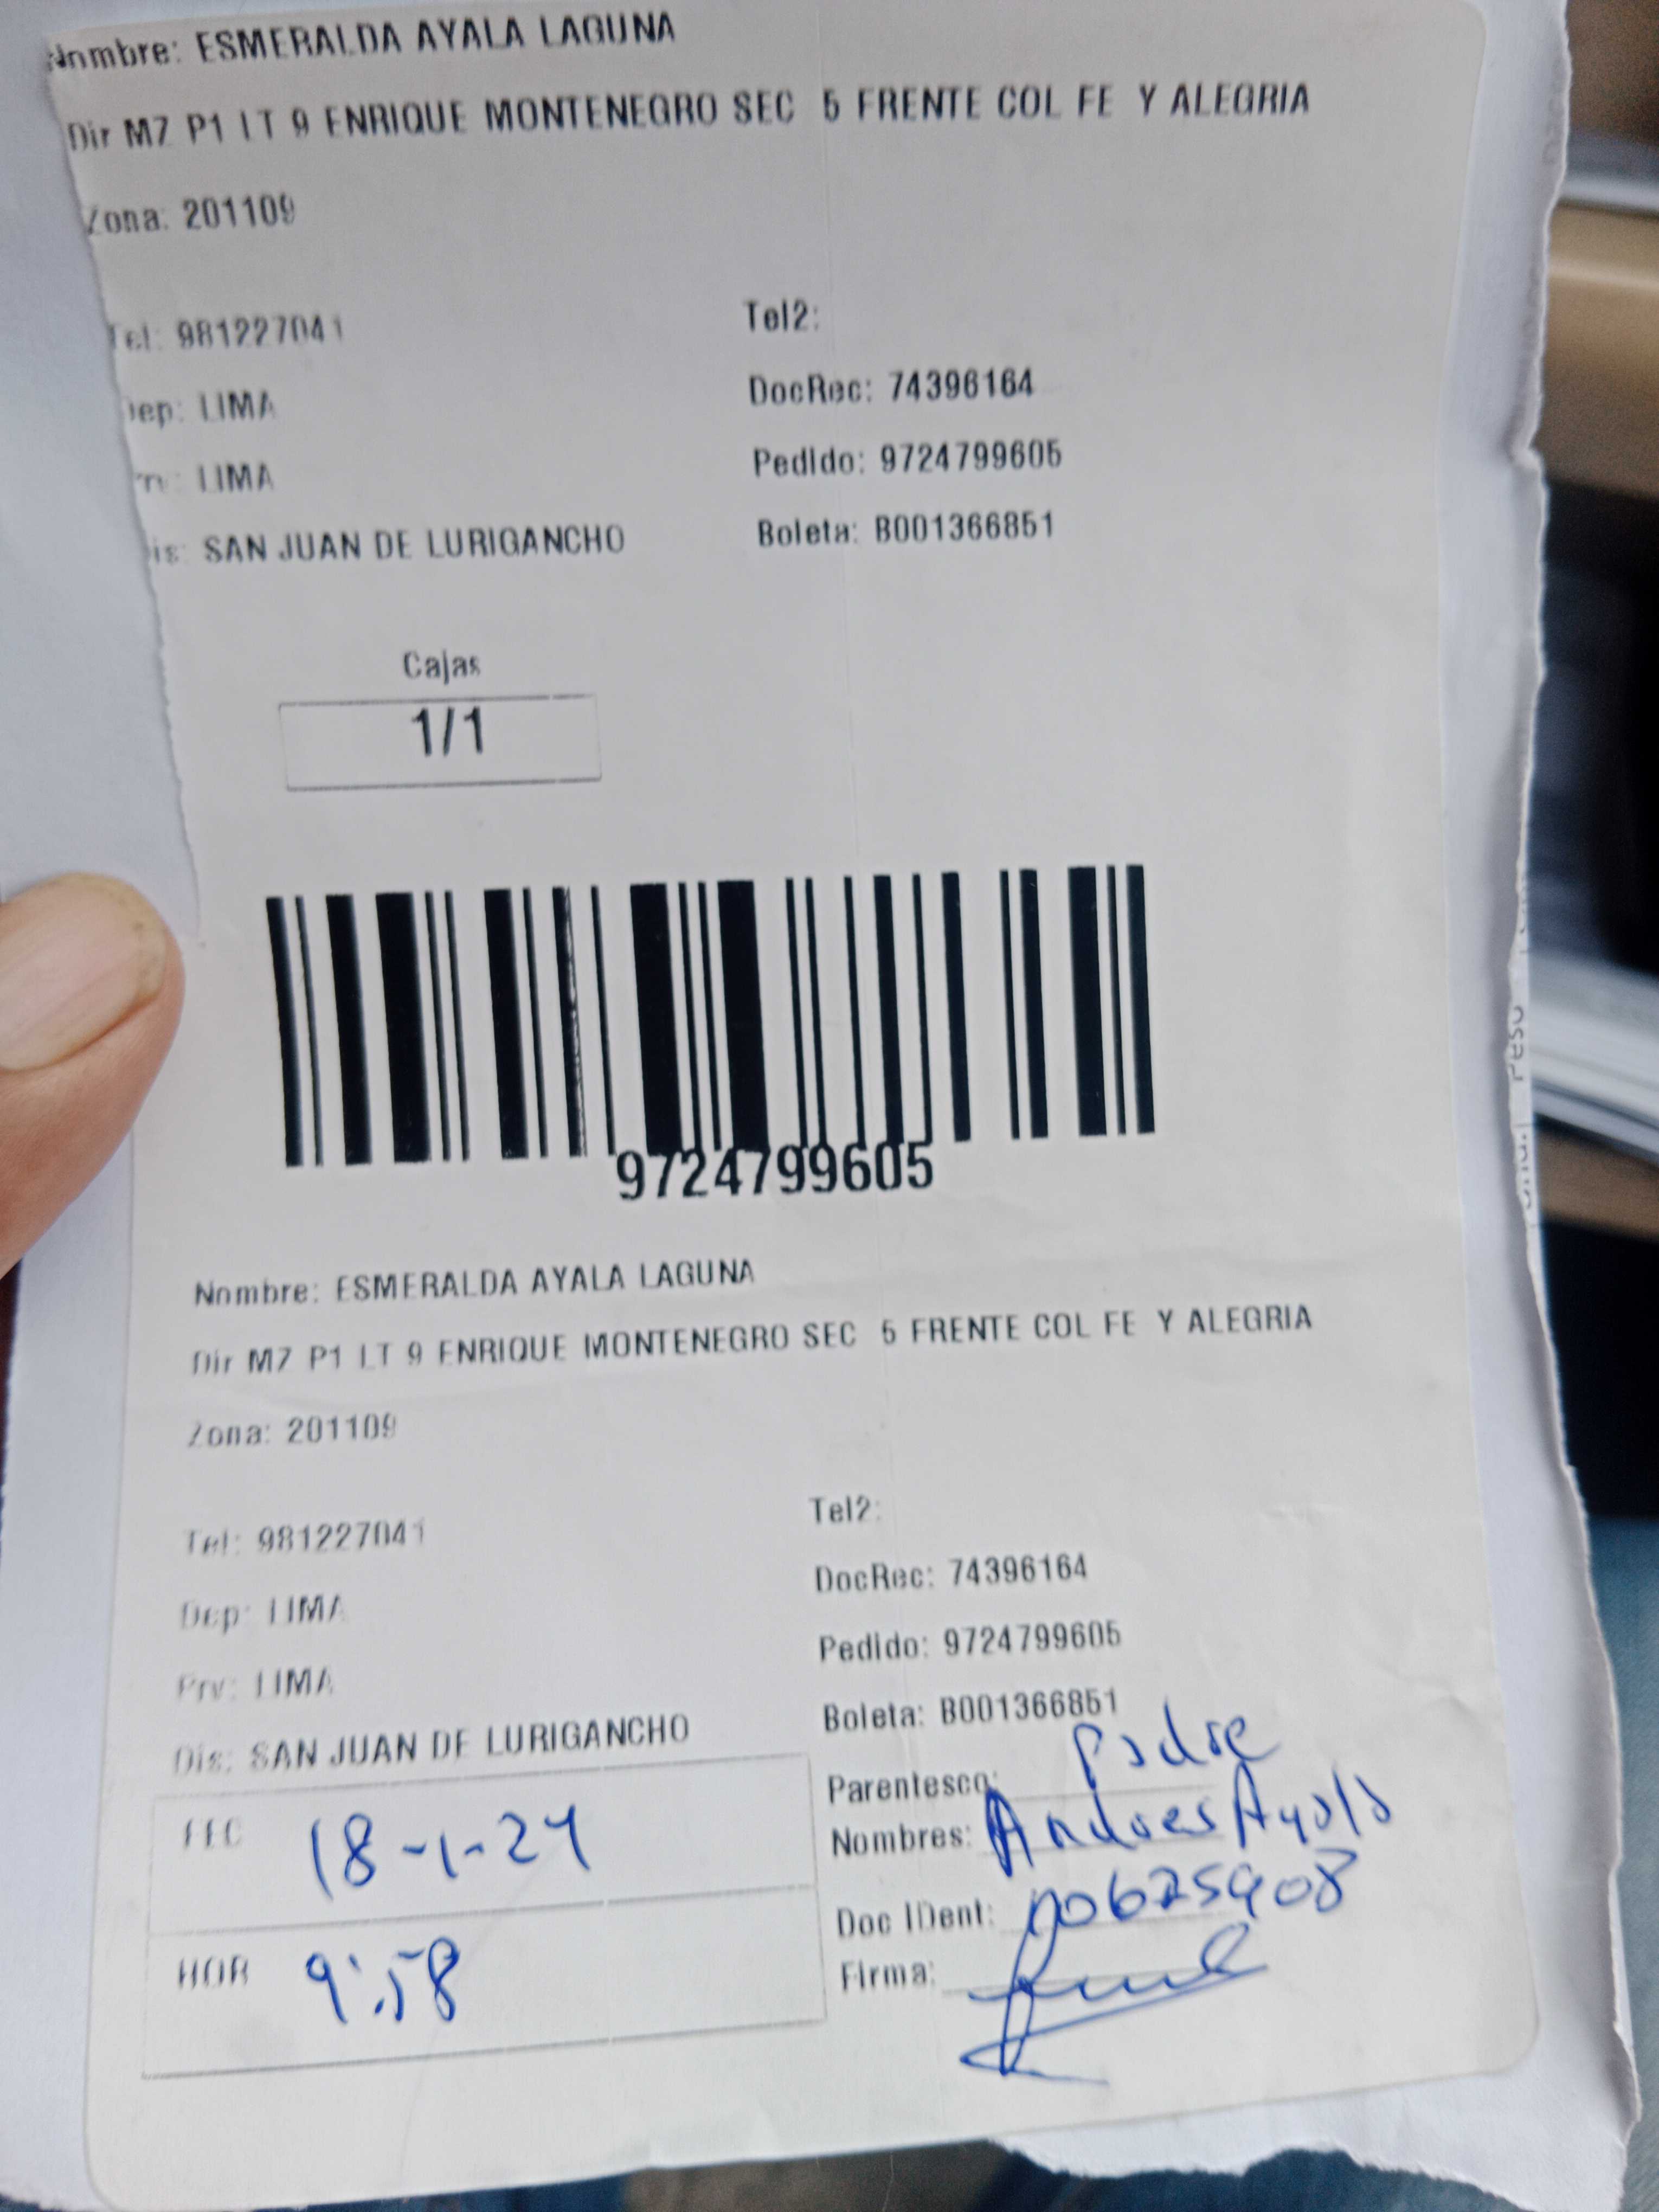 Nombre: ESMERALDA AYALA LAGUNA
Dir MZ P1 LT 9 ENRIQUE MONTENEGRO SEC 5 FRENTE COL FE Y ALEGRIA
Zona: 201109
Tel: 981227041 Tel2:
Dep: LIMA DocRec: 74396164
LIMA Pedido: 9724799605
Dis: SAN JUAN DE LURIGANCHO Boleta: B001366851
Cajas
1/1
9724799605
Nombre: ESMERALDA AYALA LAGUNA
Dir MZ P1 LT 9 ENRIQUE MONTENEGRO SEC 5 FRENTE COL FE Y ALEGRIA
Zona: 201109
Tel: 981227041 Tel2:
Dep: LIMA DocRec: 74396164
Prv: LIMA Pedido: 9724799605
Dis: SAN JUAN DE LURIGANCHO Boleta: B001366851
Parentesco: Padre
FEC 18-1-24 Nombres: Andres Ayala
Doc IDent:
HOR 9:58 Firma:
Peso